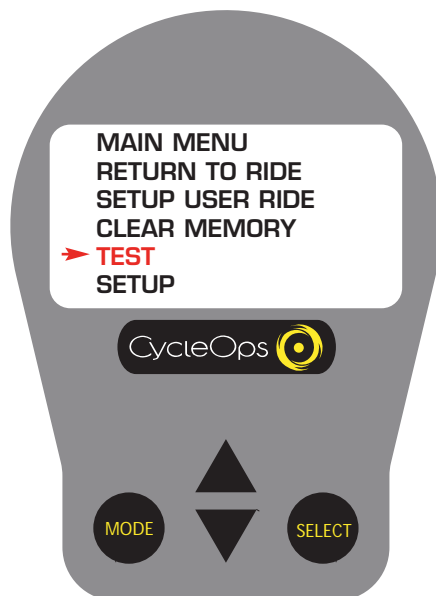 MAIN MENU
RETURN TO RIDE
SETUP USER RIDE
CLEAR MEMORY
TEST
SETUP
CycleOps
MODE
SELECT